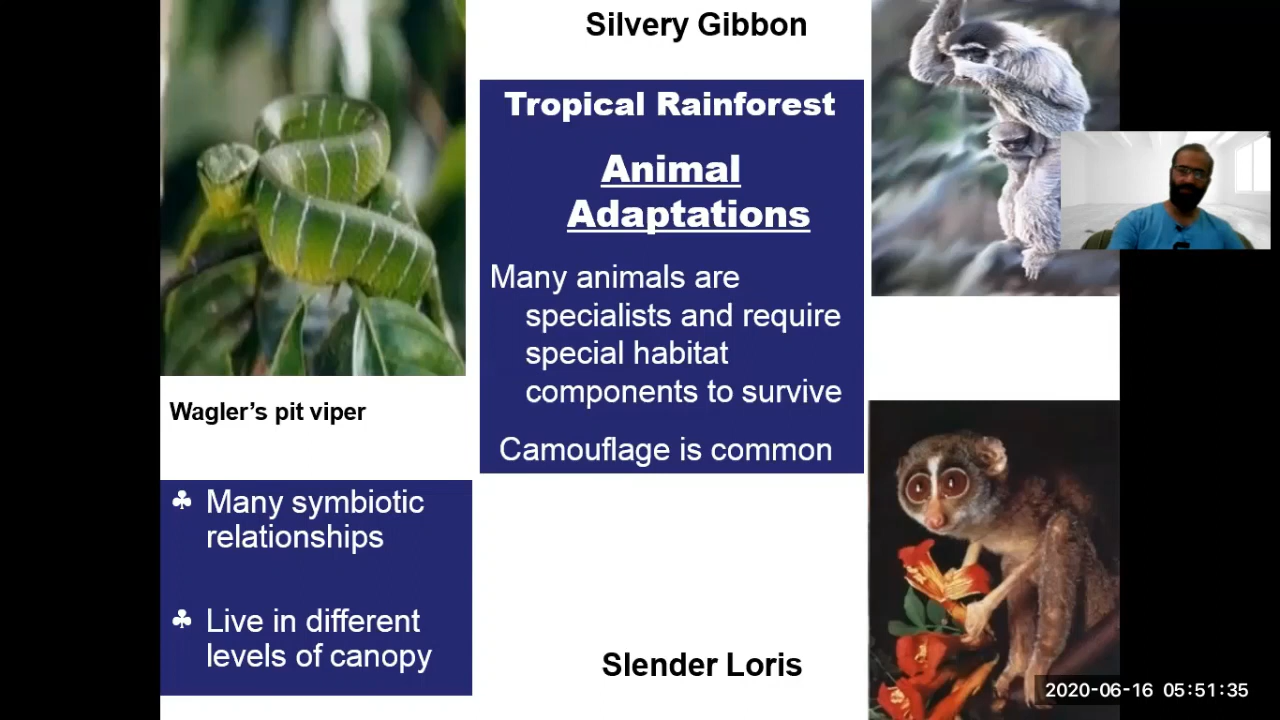 Silvery Gibbon
Tropical Rainforest
Animal
Adaptations
Many animals are
specialists and require
special habitat
components to survive
Camouflage is common
Wagler’s pit viper
♣ Many symbiotic
relationships
♣ Live in different
levels of canopy
Slender Loris
2020-06-16 05:51:35